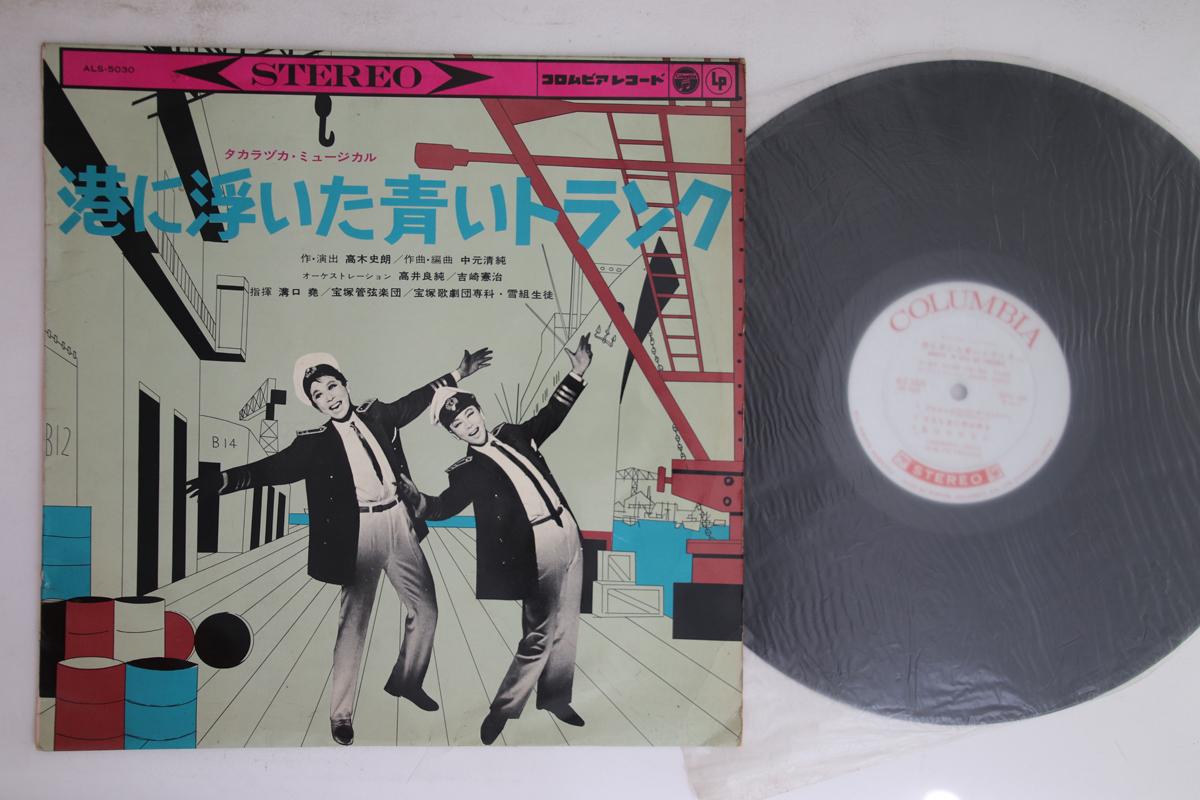 ALS-5030
STEREO
コロムビアレコード
Columbia
LP
タカラヅカ・ミュージカル
港に浮いた青いトランク
作・演出 高木史朗／作曲・編曲 中元清純
オーケストレーション 高井良純／吉崎憲治
指揮 溝口 堯／宝塚管弦楽団／宝塚歌劇団専科・雪組生徒
B12
B14
COLUMBIA
STEREO